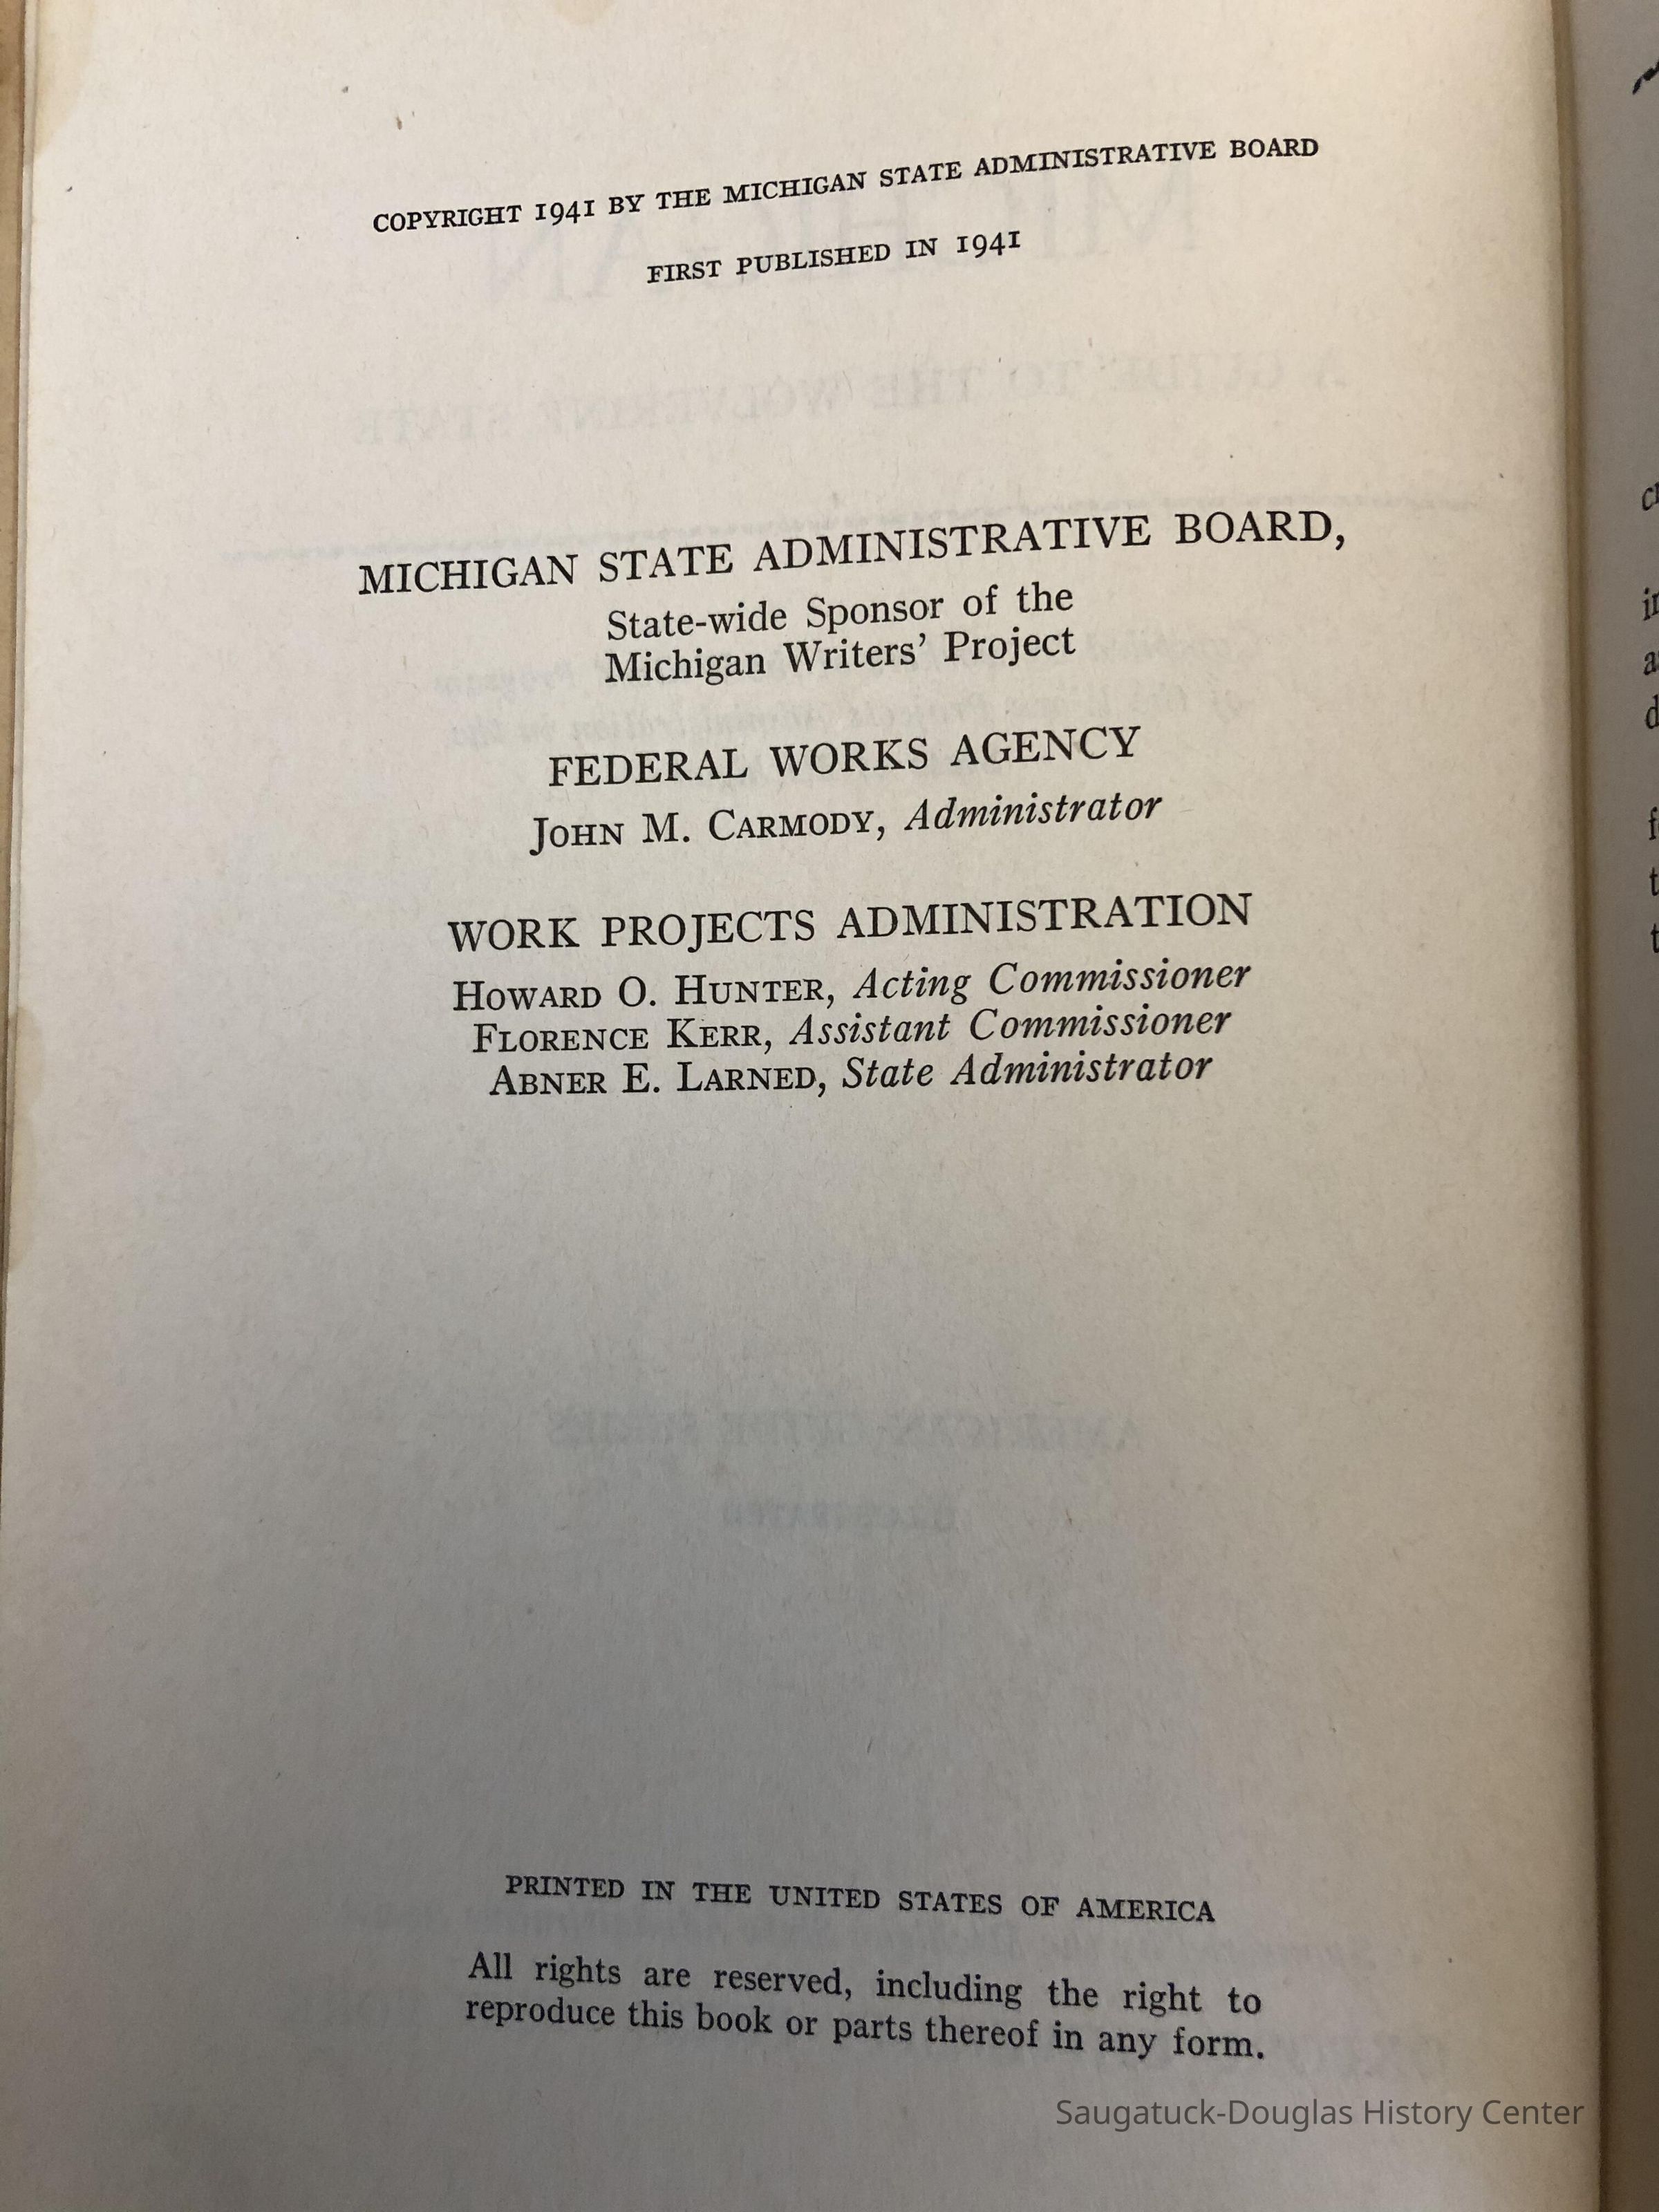 COPYRIGHT 1941 BY THE MICHIGAN STATE ADMINISTRATIVE BOARD
FIRST PUBLISHED IN 1941
MICHIGAN STATE ADMINISTRATIVE BOARD,
State-wide Sponsor of the
Michigan Writers' Project
FEDERAL WORKS AGENCY
JOHN M. CARMODY, Administrator
WORK PROJECTS ADMINISTRATION
HOWARD O. HUNTER, Acting Commissioner
FLORENCE KERR, Assistant Commissioner
ABNER E. LARNED, State Administrator
PRINTED IN THE UNITED STATES OF AMERICA
All rights are reserved, including the right to
reproduce this book or parts thereof in any form.
Saugatuck-Douglas History Center